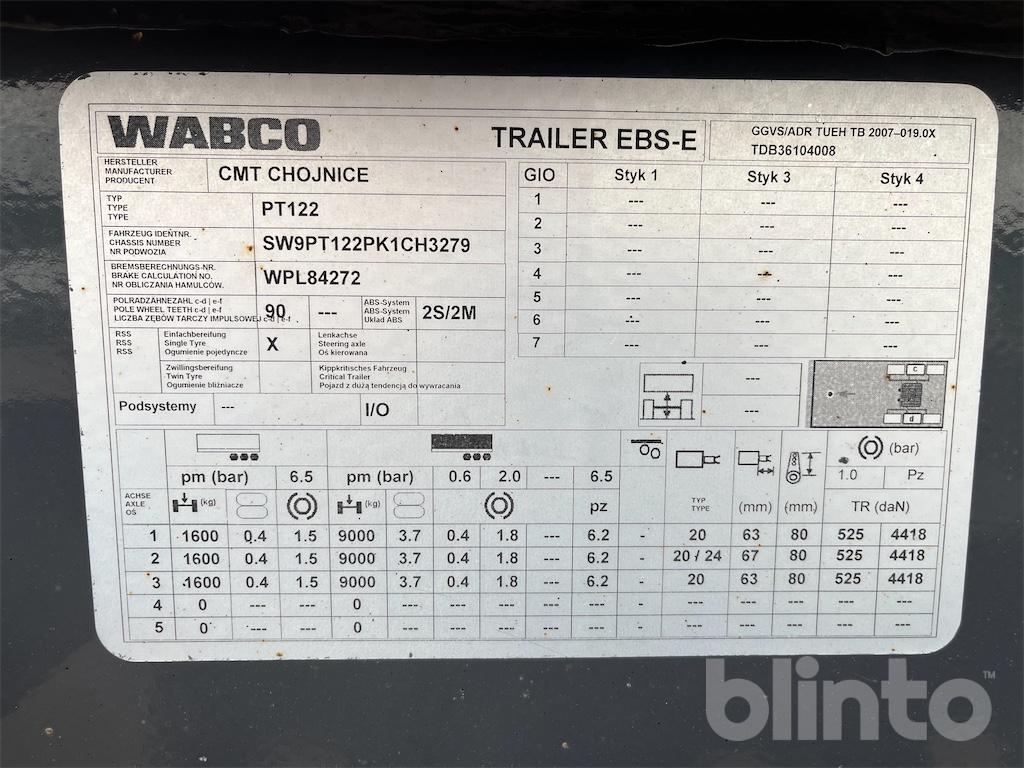 WABCO
TRAILER EBS-E
GGVS/ADR TUEH TB 2007–019.0X
TDB36104008
HERSTELLER
MANUFACTURER
PRODUCENT
CMT CHOJNICE
TYP
TYPE
TYPE
PT122
FAHRZEUG IDENTNR.
CHASSIS NUMBER
NR PODWOZIA
SW9PT122PK1CH3279
BREMSBERECHNUNGS-NR.
BRAKE CALCULATION NO.
NR OBLICZANIA HAMULCÓW.
WPL84272
POLRADZAHNEZAHL c-d | e-f
POLE WHEEL TEETH c-d | e-f
LICZBA ZĘBÓW TARCZY IMPULSOWEJ c-d | e-f
90 ---
ABS-System
ABS-System
Układ ABS
2S/2M
RSS
RSS
RSS
Einfachbereifung
Single Tyre
Ogumienie pojedyncze
X
Lenkachse
Steering axle
Oś kierowana
Zwillingsbereifung
Twin Tyre
Ogumienie bliźniacze
Kippkritisches Fahrzeug
Critical Trailer
Pojazd z dużą tendencją do wywracania
Podsystemy --- I/O
GIO Styk 1 Styk 3 Styk 4
1 --- --- ---
2 --- --- ---
3 --- --- ---
4 --- --- ---
5 --- --- ---
6 --- --- ---
7 --- --- ---
---
---
c
d
(bar)
pm (bar) 6.5 pm (bar) 0.6 2.0 --- 6.5 1.0 Pz
ACHSE
AXLE
OŚ
(kg) (kg) pz
TYP
TYPE
(mm) (mm) TR (daN)
1 1600 0.4 1.5 9000 3.7 0.4 1.8 --- 6.2 - 20 63 80 525 4418
2 1600 0.4 1.5 9000 3.7 0.4 1.8 --- 6.2 - 20 / 24 67 80 525 4418
3 1600 0.4 1.5 9000 3.7 0.4 1.8 --- 6.2 - 20 63 80 525 4418
4 0 --- --- 0 --- --- --- --- --- - --- --- --- --- ---
5 0 --- --- 0 --- --- --- --- --- - --- --- --- --- ---
blinto™